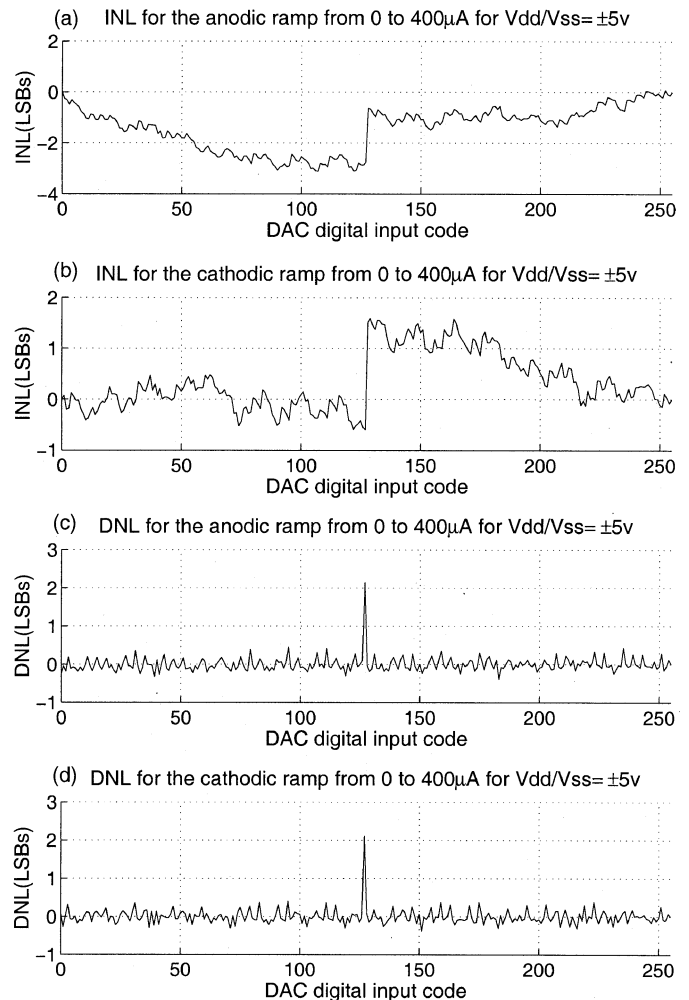 (a) INL for the anodic ramp from 0 to 400μA for Vdd/Vss= ±5v
2
0
−2
−4
INL(LSBs)
0 50 100 150 200 250
DAC digital input code
(b) INL for the cathodic ramp from 0 to 400μA for Vdd/Vss= ±5v
2
1
0
−1
INL(LSBs)
0 50 100 150 200 250
DAC digital input code
(c) DNL for the anodic ramp from 0 to 400μA for Vdd/Vss= ±5v
3
2
1
0
−1
DNL(LSBs)
0 50 100 150 200 250
DAC digital input code
(d) DNL for the cathodic ramp from 0 to 400μA for Vdd/Vss= ±5v
3
2
1
0
−1
DNL(LSBs)
0 50 100 150 200 250
DAC digital input code